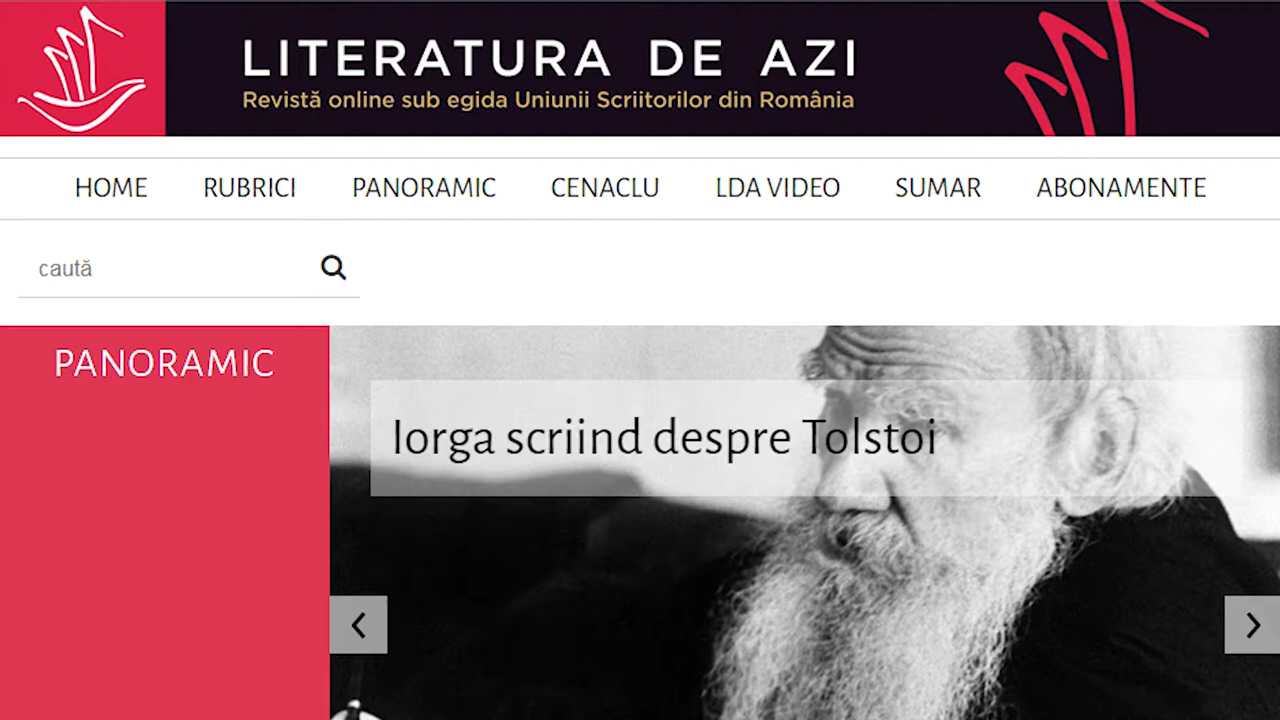 LITERATURA DE AZI
Revistă online sub egida Uniunii Scriitorilor din România
HOME RUBRICI PANORAMIC CENACLU LDA VIDEO SUMAR ABONAMENTE
caută
PANORAMIC
Iorga scriind despre Tolstoi